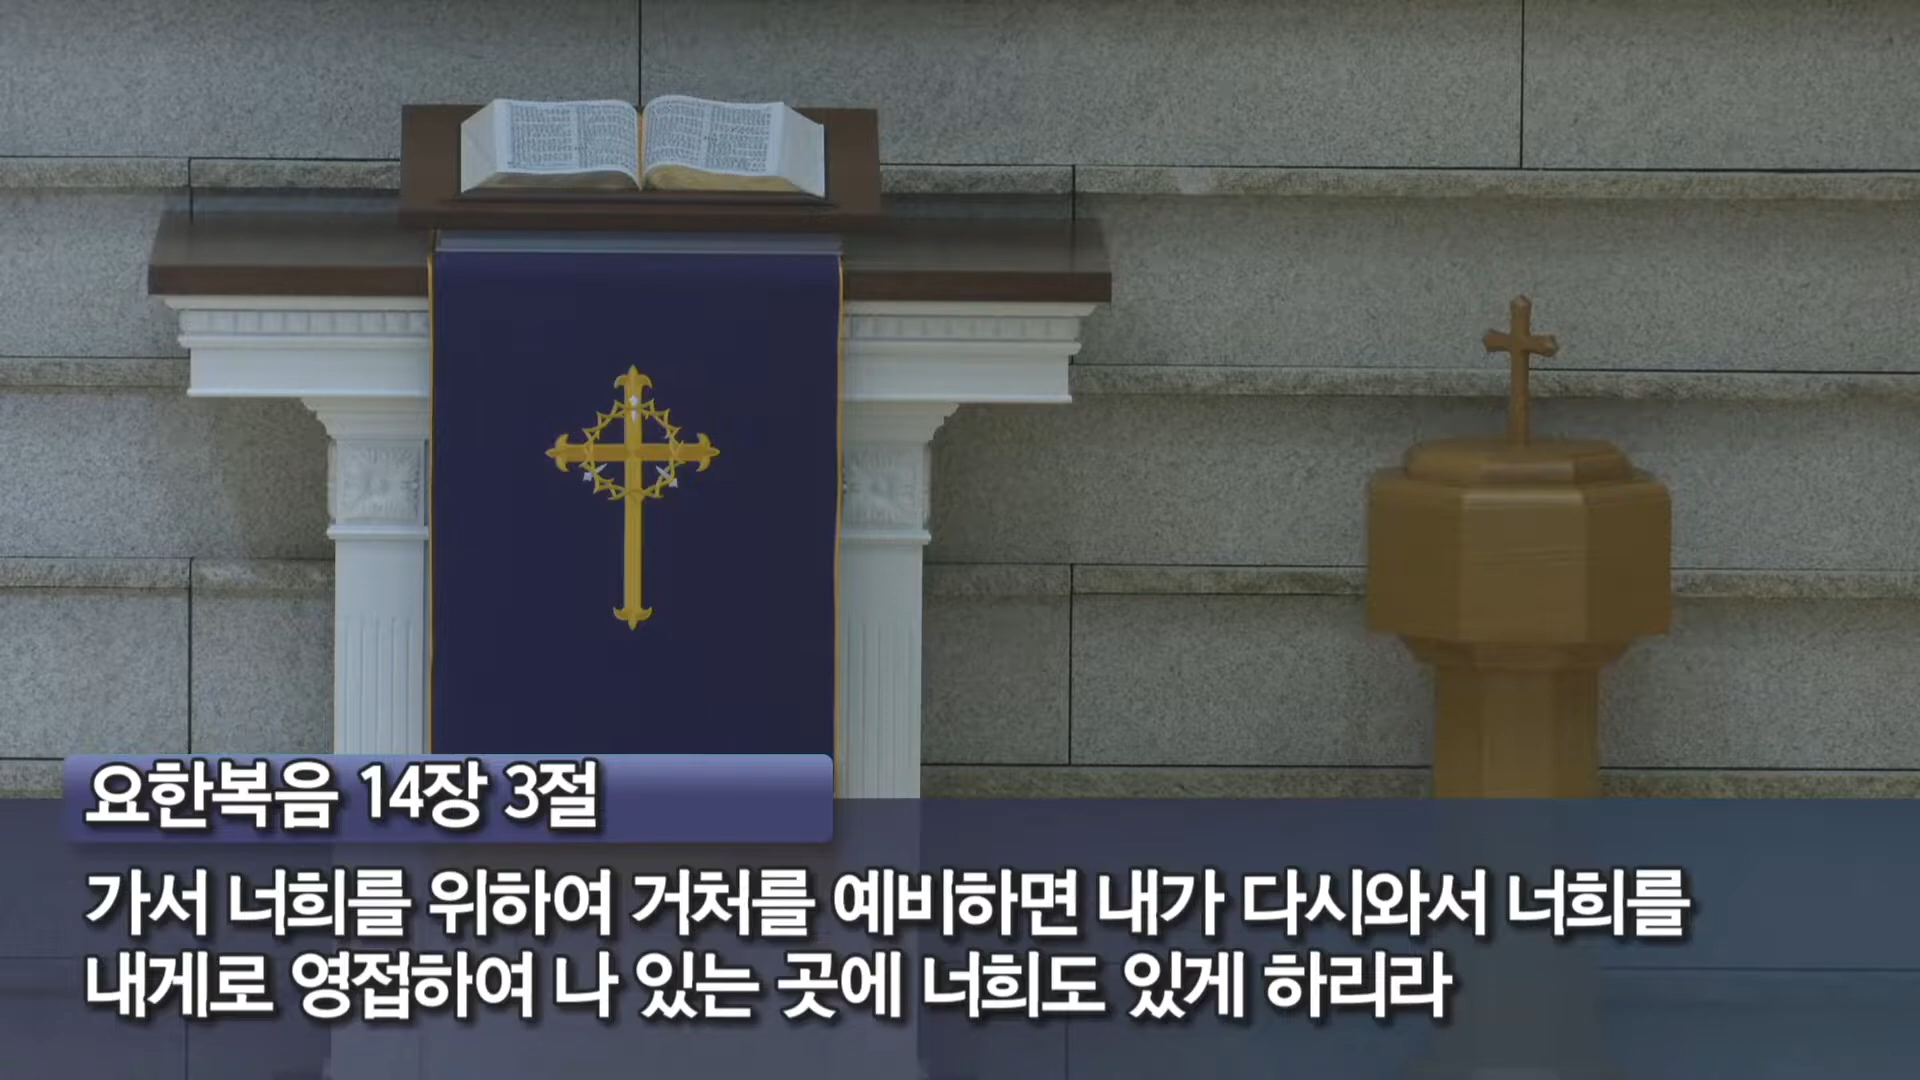 요한복음 14장 3절
가서 너희를 위하여 거처를 예비하면 내가 다시와서 너희를
내게로 영접하여 나 있는 곳에 너희도 있게 하리라